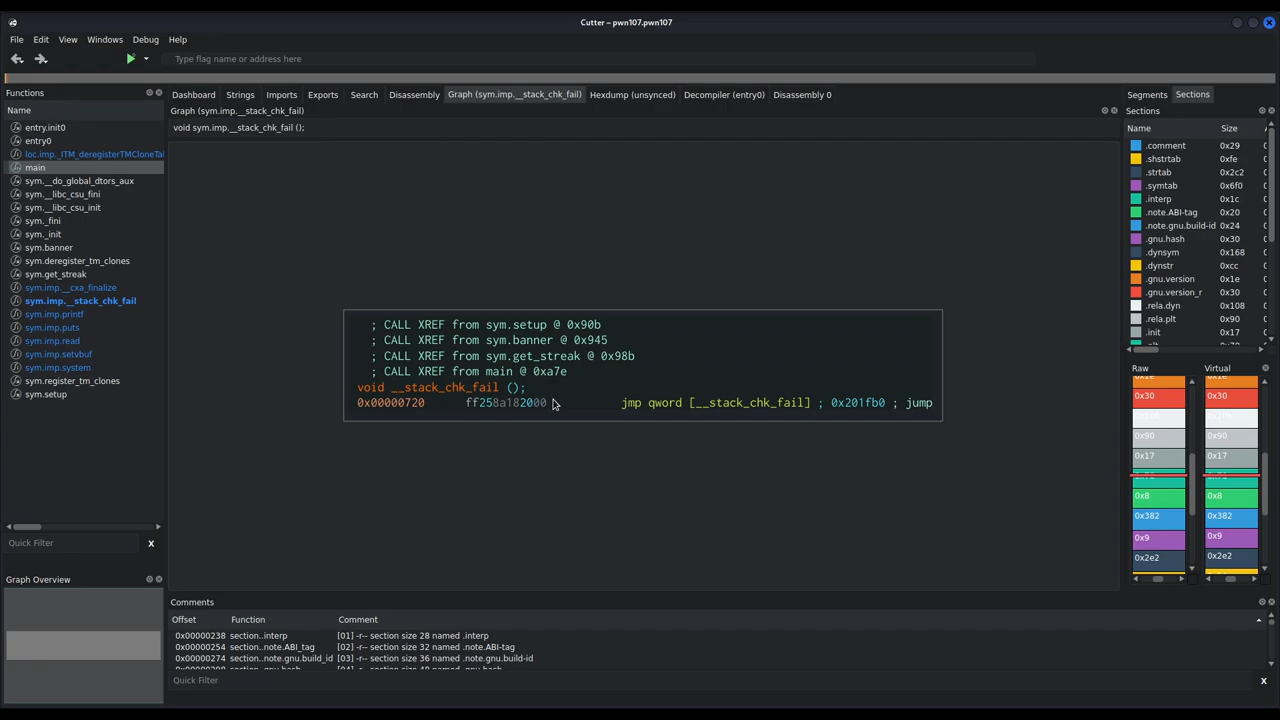 Cutter – pwn107.pwn107
File Edit View Windows Debug Help
Type flag name or address here
Functions
Name
entry.init0
entry0
loc.imp._ITM_deregisterTMCloneTal
main
sym.__do_global_dtors_aux
sym.__libc_csu_fini
sym.__libc_csu_init
sym._fini
sym._init
sym.banner
sym.deregister_tm_clones
sym.get_streak
sym.imp.__cxa_finalize
sym.imp.__stack_chk_fail
sym.imp.printf
sym.imp.puts
sym.imp.read
sym.imp.setvbuf
sym.imp.system
sym.register_tm_clones
sym.setup
Quick Filter X
Graph Overview
Dashboard Strings Imports Exports Search Disassembly Graph (sym.imp.__stack_chk_fail) Hexdump (unsynced) Decompiler (entry0) Disassembly 0
Graph (sym.imp.__stack_chk_fail)
void sym.imp.__stack_chk_fail ();
; CALL XREF from sym.setup @ 0x90b
; CALL XREF from sym.banner @ 0x945
; CALL XREF from sym.get_streak @ 0x98b
; CALL XREF from main @ 0xa7e
void __stack_chk_fail ();
0x00000720 ff258a182000 jmp qword [__stack_chk_fail] ; 0x201fb0 ; jump
Comments
Offset Function Comment
0x00000238 section..interp [01] -r-- section size 28 named .interp
0x00000254 section.note.ABI_tag [02] -r-- section size 32 named .note.ABI-tag
0x00000274 section.note.gnu.build_id [03] -r-- section size 36 named .note.gnu.build-id
Quick Filter X
Segments Sections
Sections
Name Size
.comment 0x29
.shstrtab 0xfe
.strtab 0x2c2
.symtab 0x6f0
.interp 0x1c
.note.ABI-tag 0x20
.note.gnu.build-id 0x24
.gnu.hash 0x30
.dynsym 0x168
.dynstr 0xcc
.gnu.version 0x1e
.gnu.version_r 0x30
.rela.dyn 0x108
.rela.plt 0x90
.init 0x17
Raw Virtual
0x30 0x30
0x90 0x90
0x17 0x17
0x8 0x8
0x382 0x382
0x9 0x9
0x2e2 0x2e2